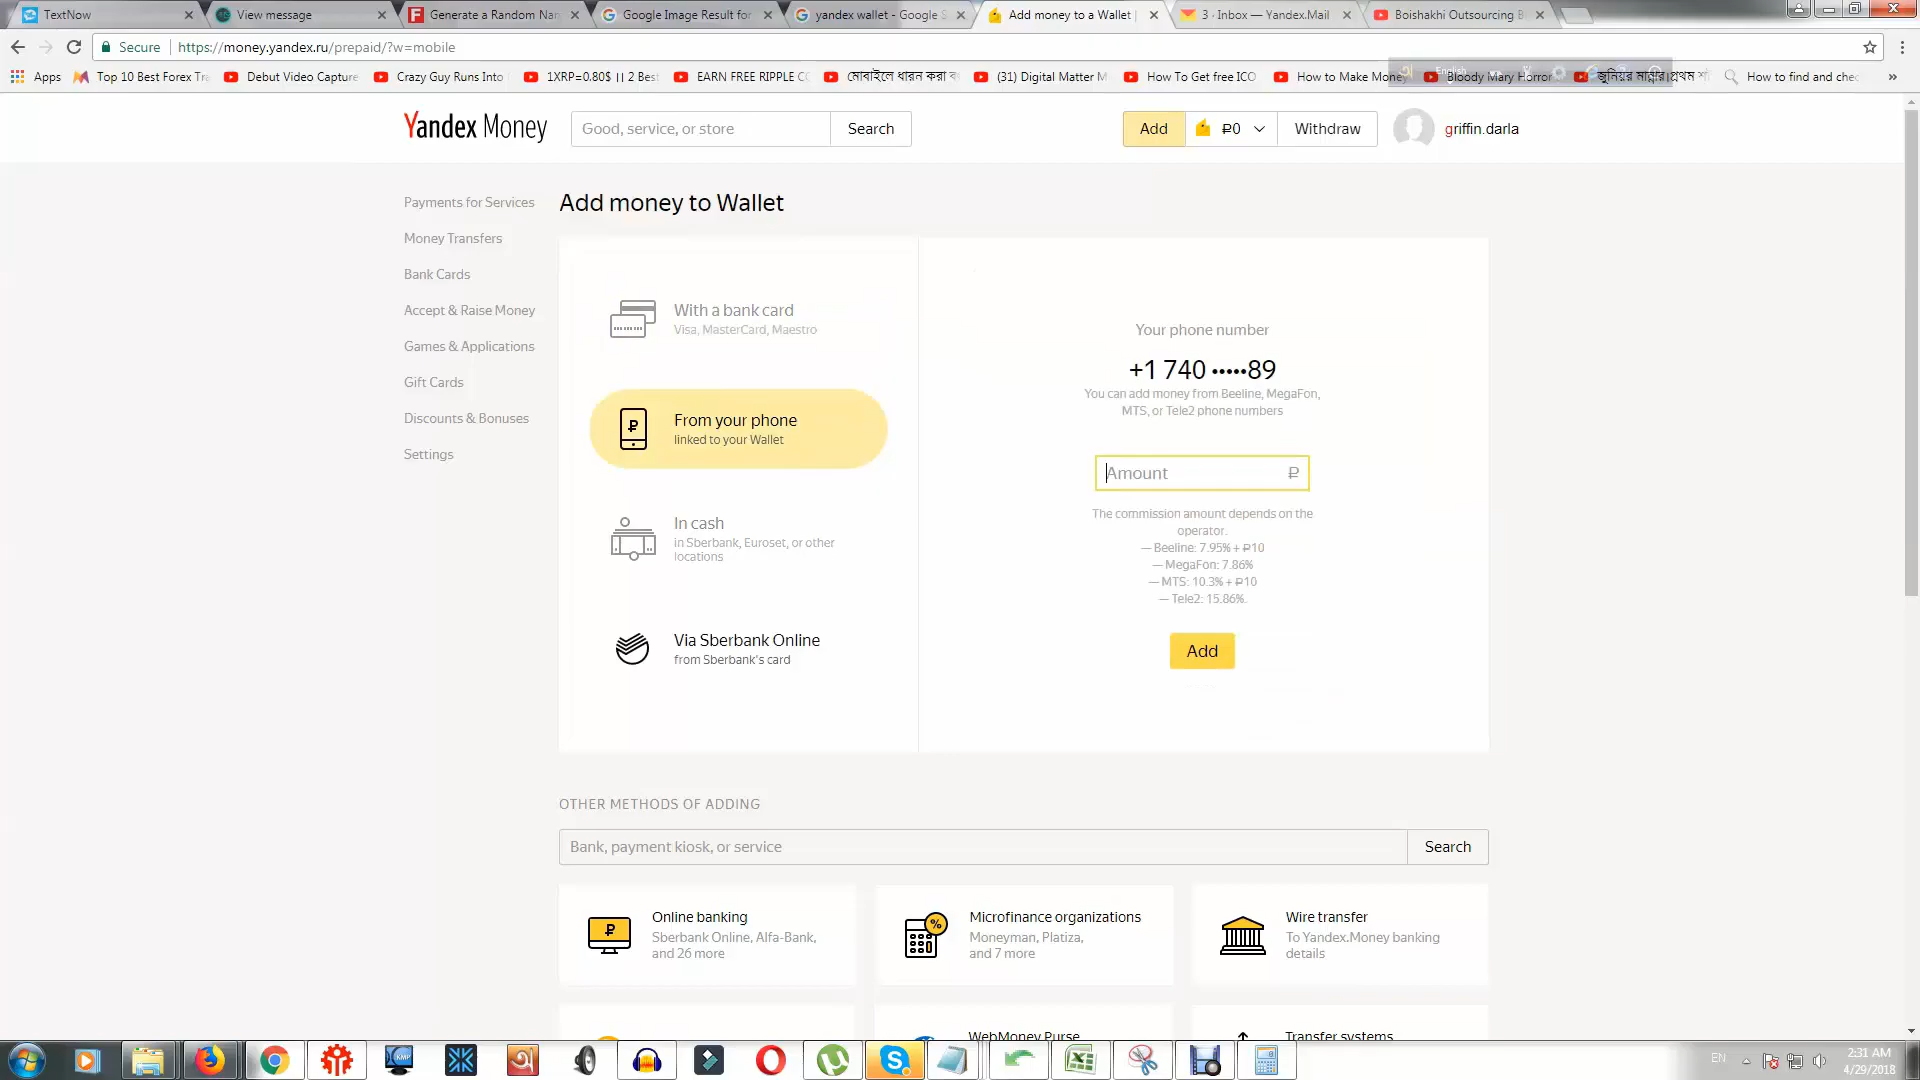 TextNow
View message
Generate a Random Nan
Google Image Result for
yandex wallet - Google S
Add money to a Wallet
3 · Inbox — Yandex.Mail
Boishakhi Outsourcing B
Secure
https://money.yandex.ru/prepaid/?w=mobile
Apps
Top 10 Best Forex Tra
Debut Video Capture
Crazy Guy Runs Into
1XRP=0.80$ || 2 Best
EARN FREE RIPPLE CO
মোবাইলে ধারন করা
(31) Digital Matter M
How To Get free ICO
How to Make Money
Bloody Mary Horror
প্রথম
How to find and chec
»
English
Yandex Money
Good, service, or store
Search
Add
₽0
Withdraw
griffin.darla
Payments for Services
Money Transfers
Bank Cards
Accept & Raise Money
Games & Applications
Gift Cards
Discounts & Bonuses
Settings
Add money to Wallet
With a bank card
Visa, MasterCard, Maestro
₽
From your phone
linked to your Wallet
In cash
in Sberbank, Euroset, or other
locations
Via Sberbank Online
from Sberbank's card
Your phone number
+1 740 •••••89
You can add money from Beeline, MegaFon,
MTS, or Tele2 phone numbers
Amount ₽
The commission amount depends on the
operator.
— Beeline: 7.95% + ₽10
— MegaFon: 7.86%
— MTS: 10.3% + ₽10
— Tele2: 15.86%.
Add
OTHER METHODS OF ADDING
Bank, payment kiosk, or service
Search
₽
Online banking
Sberbank Online, Alfa-Bank,
and 26 more
%
Microfinance organizations
Moneyman, Platiza,
and 7 more
Wire transfer
To Yandex.Money banking
details
WebMoney Purse
Transfer systems
EN
2:31 AM
4/29/2018